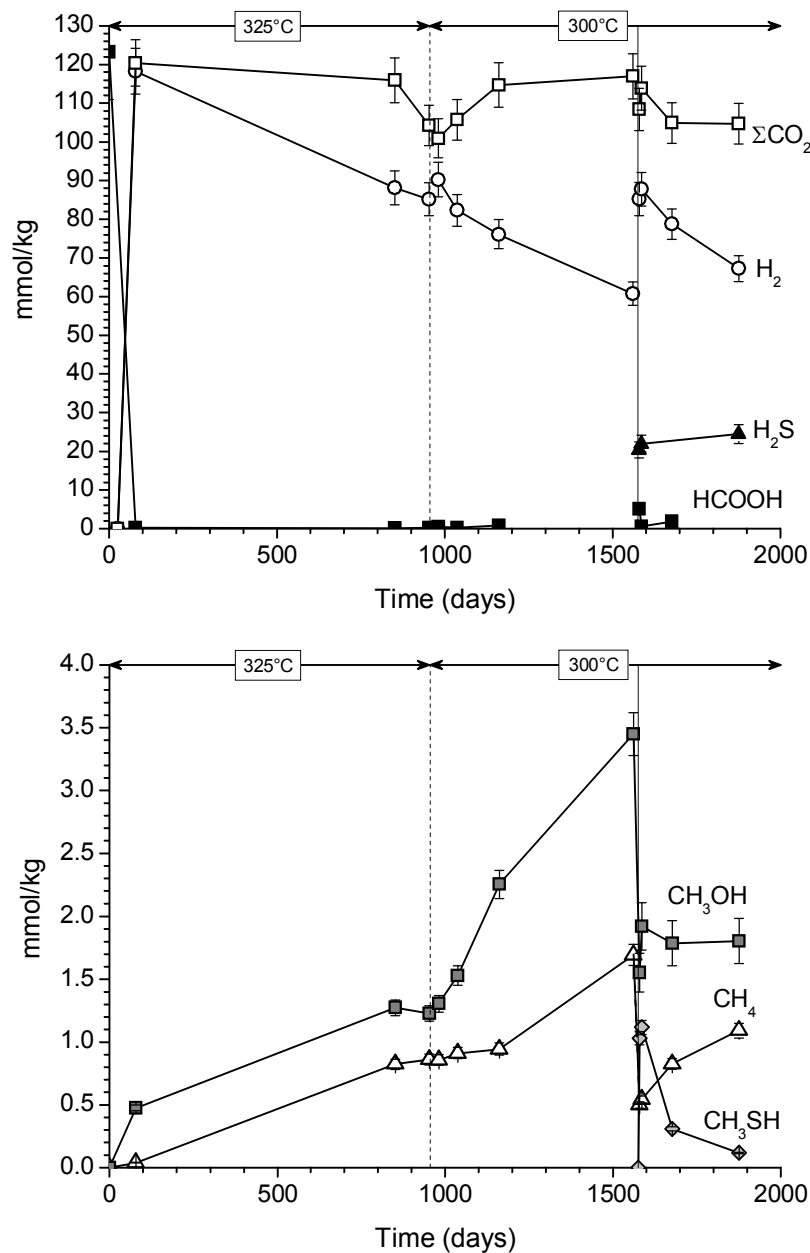 325°C
300°C
130
120
110
100
90
80
70
60
50
40
30
20
10
0
mmol/kg
ΣCO₂
H₂
H₂S
HCOOH
0
500
1000
1500
2000
Time (days)
325°C
300°C
4.0
3.5
3.0
2.5
2.0
1.5
1.0
0.5
0.0
mmol/kg
CH₃OH
CH₄
CH₃SH
0
500
1000
1500
2000
Time (days)